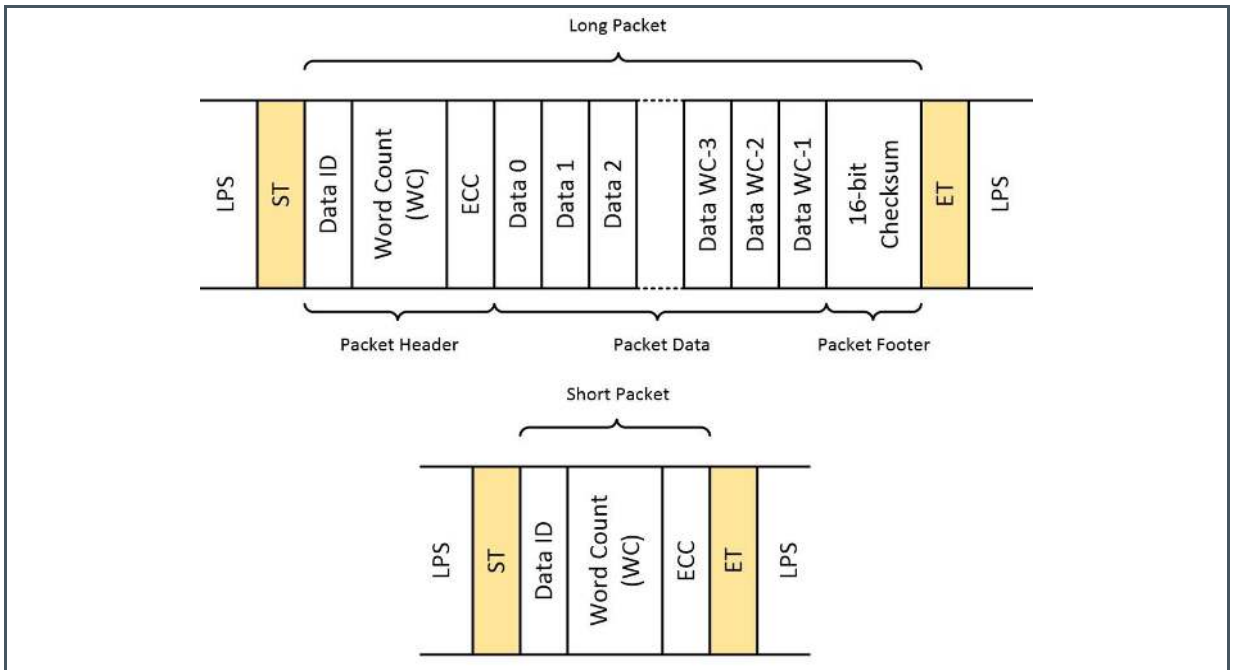 Long Packet
LPS
ST
Data ID
Word Count
(WC)
ECC
Data 0
Data 1
Data 2
Data WC-3
Data WC-2
Data WC-1
16-bit
Checksum
ET
LPS
Packet Header
Packet Data
Packet Footer
Short Packet
LPS
ST
Data ID
Word Count
(WC)
ECC
ET
LPS